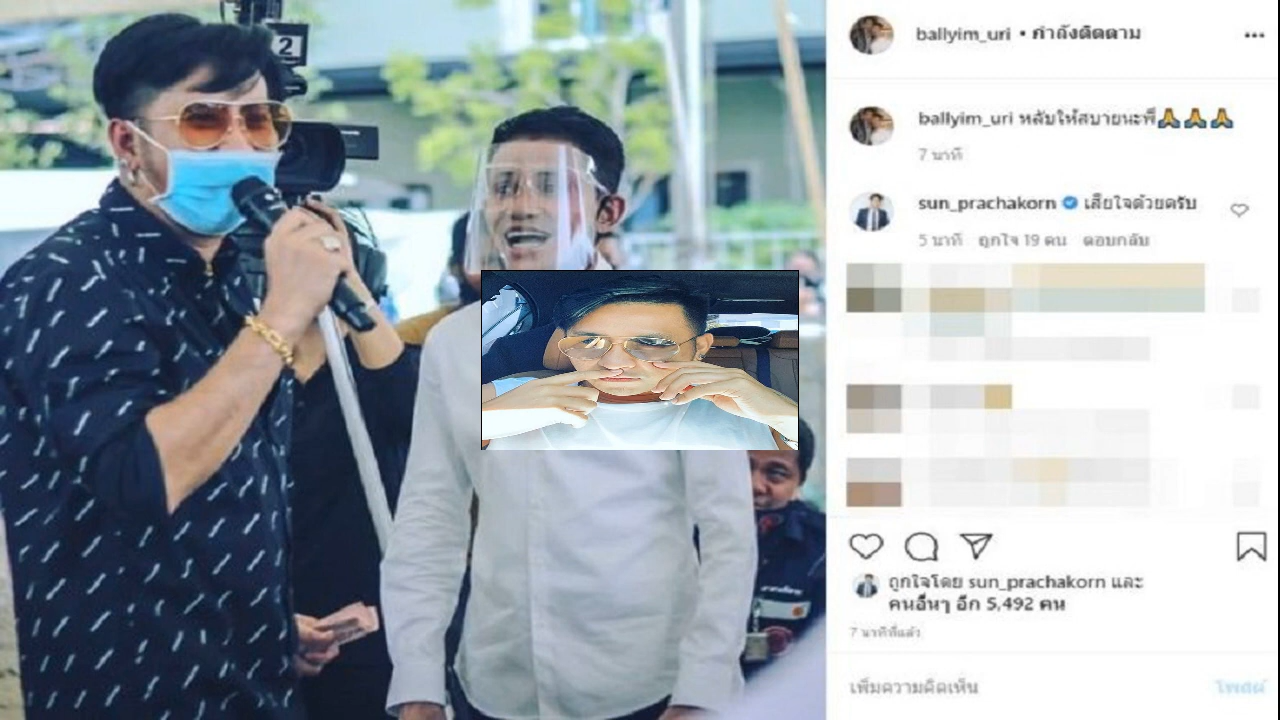 2
ballyim_uri • กำลังติดตาม
ballyim_uri หลับให้สบายนะพี่🙏🙏🙏
7 นาที
sun_prachakorn เสียใจด้วยครับ
5 นาที ถูกใจ 19 คน ตอบกลับ
ถูกใจโดย sun_prachakorn และ
คนอื่นๆ อีก 5,492 คน
7 นาทีที่แล้ว
เพิ่มความคิดเห็น
โพสต์